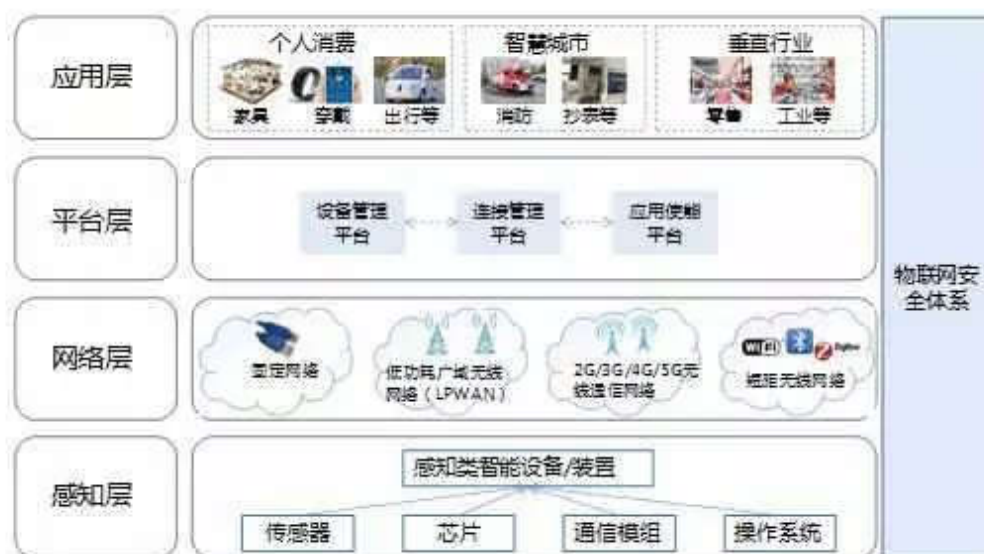 个人消费
智慧城市
垂直行业
应用层
家具
穿戴
出行等
消防
抄表等
零售
工业等
平台层
设备管理
平台
连接管理
平台
应用使能
平台
物联网安
全体系
网络层
固定网络
低功耗广域无线
网络（LPWAN）
2G/3G/4G/5G无
线通信网络
WiFi
ZigBee
短距无线网络
感知层
感知类智能设备/装置
传感器
芯片
通信模组
操作系统